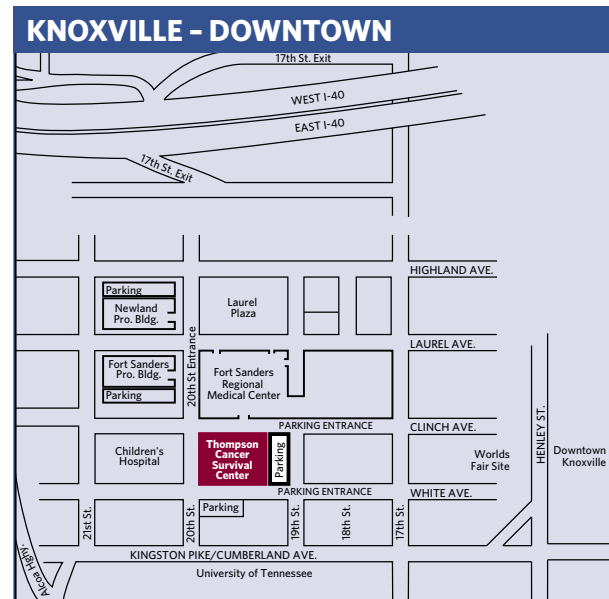 KNOXVILLE – DOWNTOWN
17th St. Exit
WEST I-40
EAST I-40
17th St. Exit
HIGHLAND AVE.
Parking
Newland
Pro. Bldg.
Laurel
Plaza
20th St Entrance
LAUREL AVE.
Fort Sanders
Pro. Bldg.
Parking
Fort Sanders
Regional
Medical Center
PARKING ENTRANCE
CLINCH AVE.
HENLEY ST.
Children's
Hospital
Thompson
Cancer
Survival
Center
Parking
Worlds
Fair Site
Downtown
Knoxville
PARKING ENTRANCE
WHITE AVE.
21st St.
20th St.
Parking
19th St.
18th St.
17th St.
Alcoa Hghy.
KINGSTON PIKE/CUMBERLAND AVE.
University of Tennessee